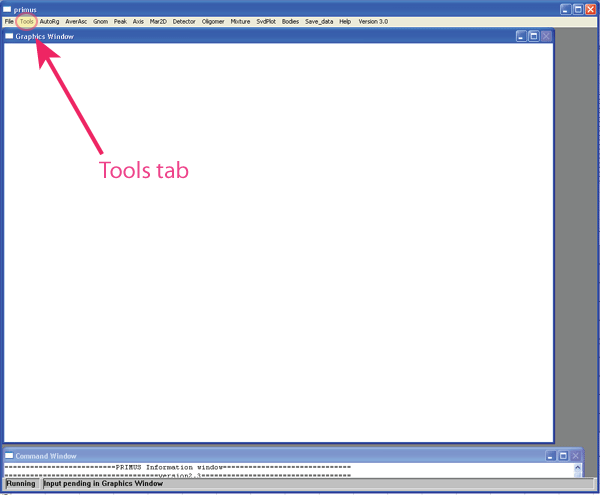 primus
File Tools AutoRg AverAsc Gnom Peak Axis Mar2D Detector Oligomer Mixture SvdPlot Bodies Save_data Help Version 3.0
Graphics Window
Tools tab
Command Window
==========================PRIMUS Information window==============================
====================================version2.3===================================
Running Input pending in Graphics Window